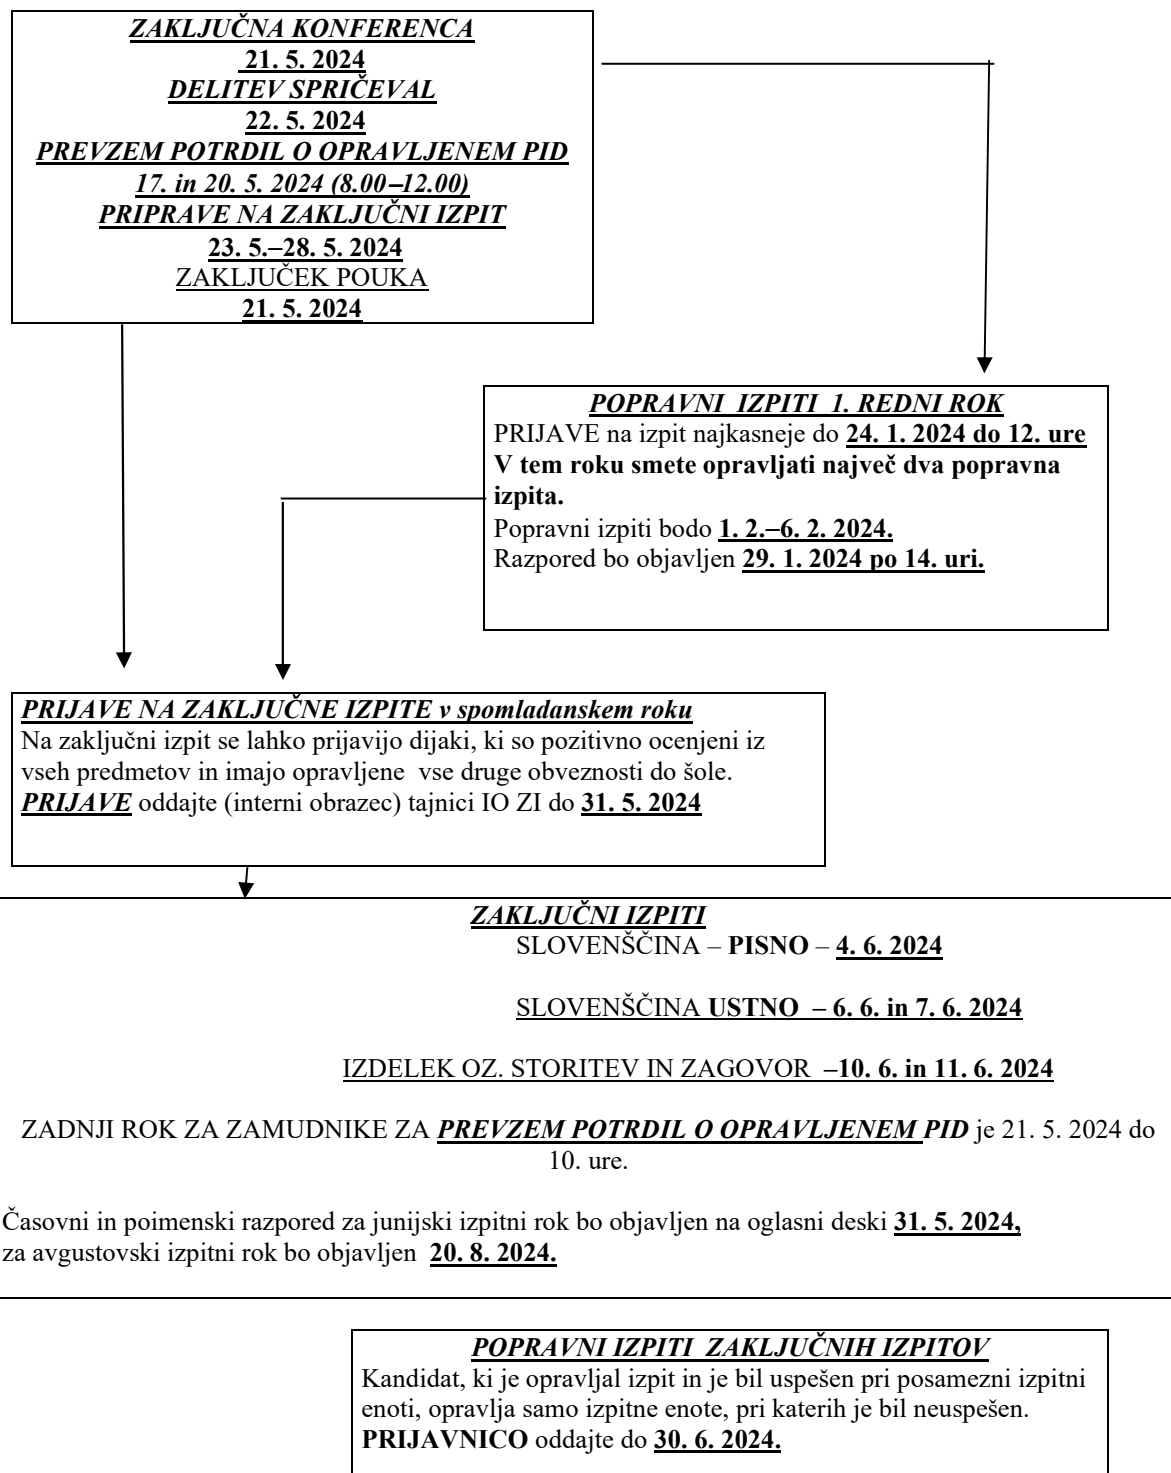 ZAKLJUČNA KONFERENCA
21. 5. 2024
DELITEV SPRIČEVAL
22. 5. 2024
PREVZEM POTRDIL O OPRAVLJENEM PID
17. in 20. 5. 2024 (8.00–12.00)
PRIPRAVE NA ZAKLJUČNI IZPIT
23. 5.–28. 5. 2024
ZAKLJUČEK POUKA
21. 5. 2024
POPRAVNI IZPITI 1. REDNI ROK
PRIJAVE na izpit najkasneje do 24. 1. 2024 do 12. ure
V tem roku smete opravljati največ dva popravna
izpita.
Popravni izpiti bodo 1. 2.–6. 2. 2024.
Razpored bo objavljen 29. 1. 2024 po 14. uri.
PRIJAVE NA ZAKLJUČNE IZPITE v spomladanskem roku
Na zaključni izpit se lahko prijavijo dijaki, ki so pozitivno ocenjeni iz
vseh predmetov in imajo opravljene vse druge obveznosti do šole.
PRIJAVE oddajte (interni obrazec) tajnici IO ZI do 31. 5. 2024
ZAKLJUČNI IZPITI
SLOVENŠČINA – PISNO – 4. 6. 2024
SLOVENŠČINA USTNO – 6. 6. in 7. 6. 2024
IZDELEK OZ. STORITEV IN ZAGOVOR –10. 6. in 11. 6. 2024
ZADNJI ROK ZA ZAMUDNIKE ZA PREVZEM POTRDIL O OPRAVLJENEM PID je 21. 5. 2024 do
10. ure.
Časovni in poimenski razpored za junijski izpitni rok bo objavljen na oglasni deski 31. 5. 2024,
za avgustovski izpitni rok bo objavljen 20. 8. 2024.
POPRAVNI IZPITI ZAKLJUČNIH IZPITOV
Kandidat, ki je opravljal izpit in je bil uspešen pri posamezni izpitni
enoti, opravlja samo izpitne enote, pri katerih je bil neuspešen.
PRIJAVNICO oddajte do 30. 6. 2024.